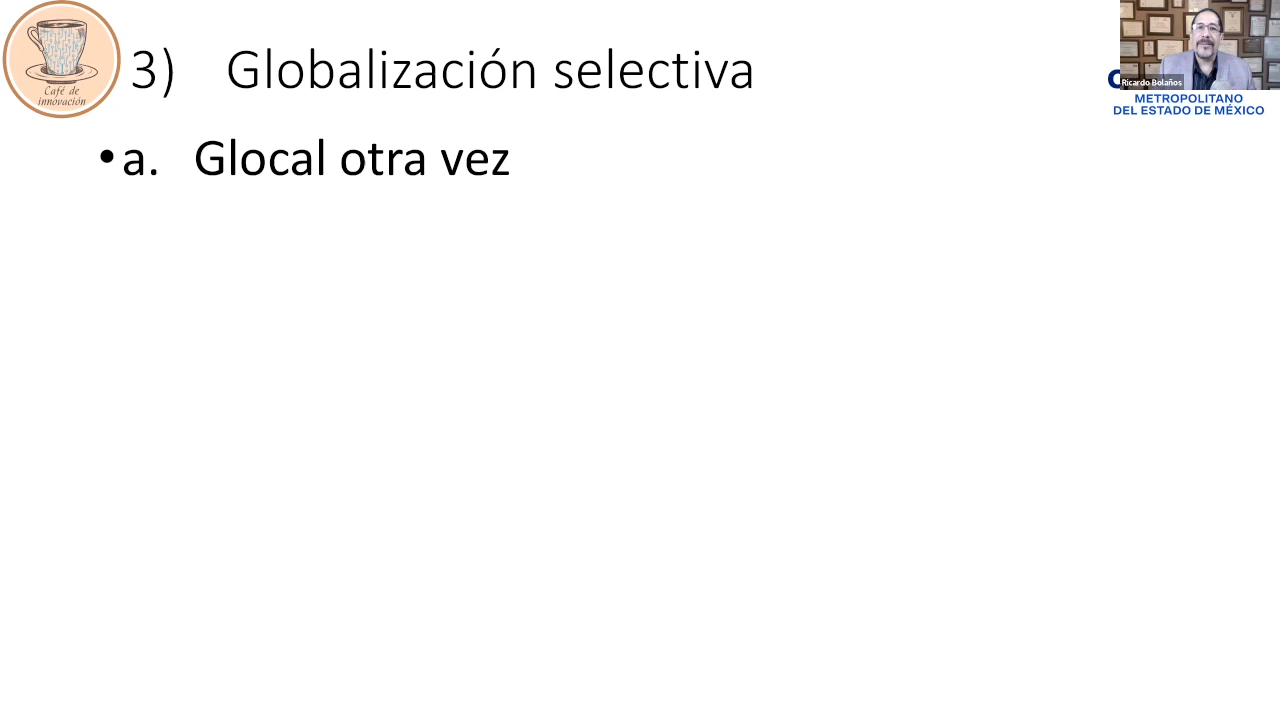 Café de
innovación
3) Globalización selectiva
Ricardo Bolaños
METROPOLITANO
DEL ESTADO DE MÉXICO
•a. Glocal otra vez